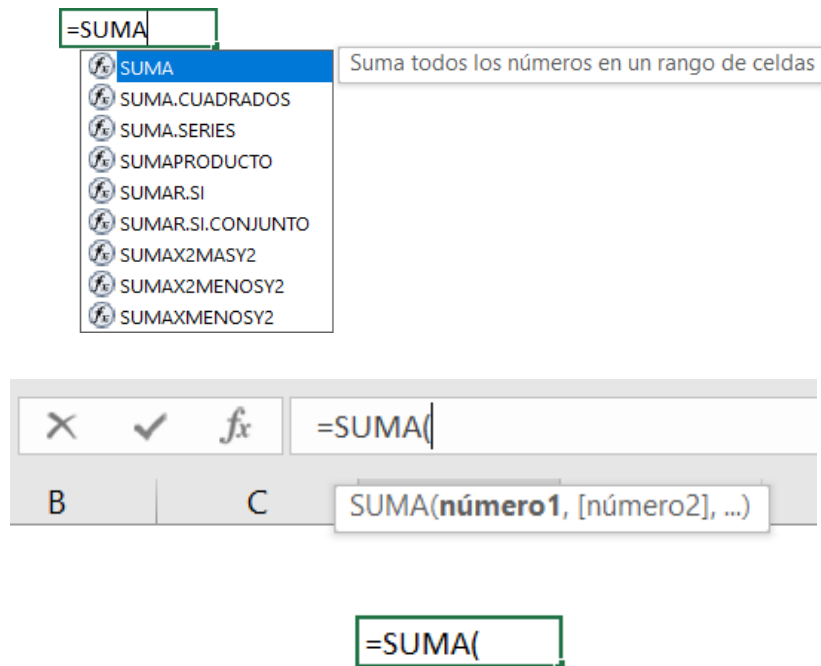 =SUMA
SUMA Suma todos los números en un rango de celdas
SUMA.CUADRADOS
SUMA.SERIES
SUMAPRODUCTO
SUMAR.SI
SUMAR.SI.CONJUNTO
SUMAX2MASY2
SUMAX2MENOSY2
SUMAXMENOSY2
fx =SUMA(
B C SUMA(número1, [número2], ...)
=SUMA(